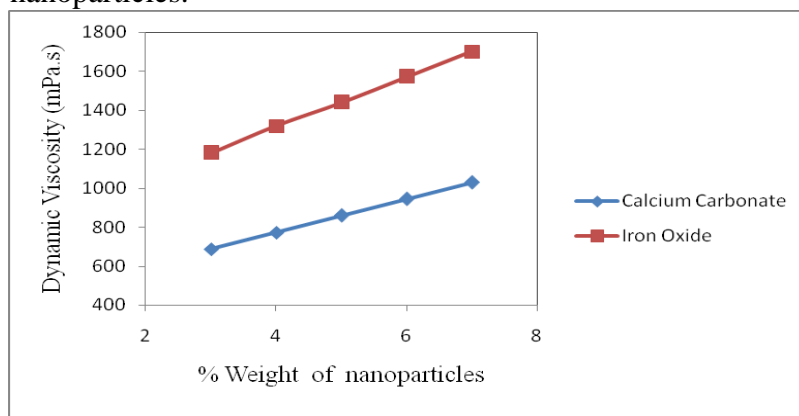 nanoparticles.
1800
1600
1400
1200
1000
800
600
400
Dynamic Viscosity (mPa.s)
2
4
6
8
% Weight of nanoparticles
Calcium Carbonate
Iron Oxide